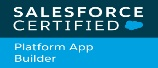 SALESFORCE
CERTIFIED
Platform App
Builder